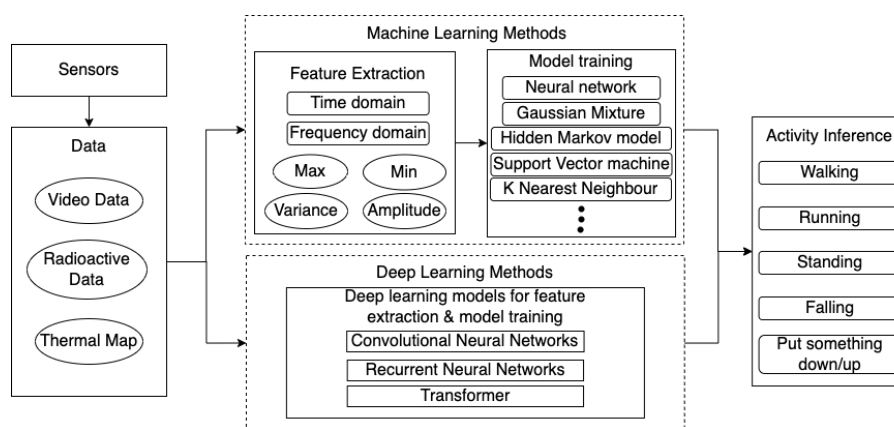 Sensors
Data
Video Data
Radioactive
Data
Thermal Map
Machine Learning Methods
Feature Extraction
Time domain
Frequency domain
Max
Min
Variance
Amplitude
Model training
Neural network
Gaussian Mixture
Hidden Markov model
Support Vector machine
K Nearest Neighbour
Deep Learning Methods
Deep learning models for feature
extraction & model training
Convolutional Neural Networks
Recurrent Neural Networks
Transformer
Activity Inference
Walking
Running
Standing
Falling
Put something
down/up